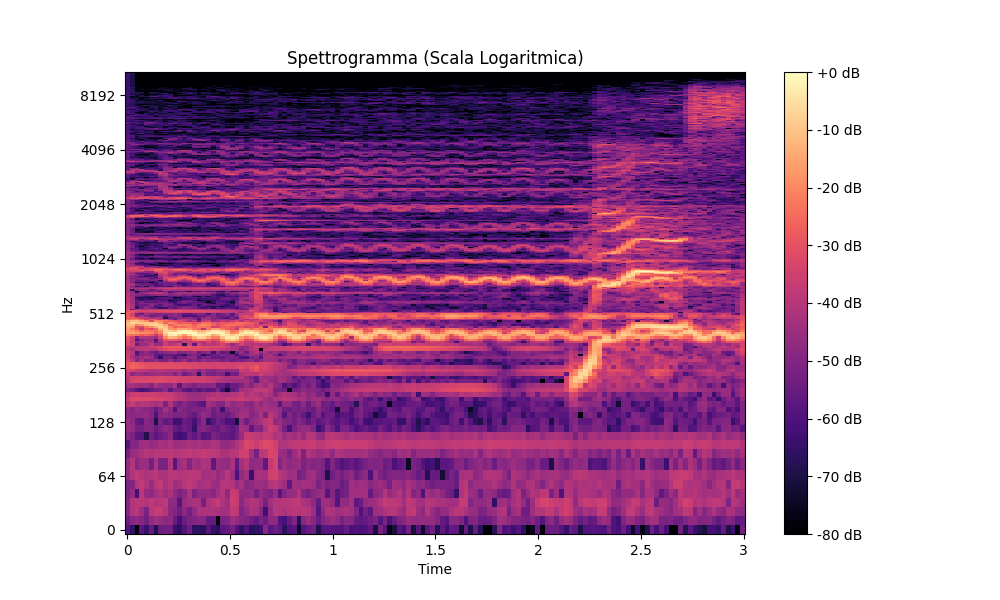 Spettrogramma (Scala Logaritmica)
8192
4096
2048
1024
512
256
128
64
0
Hz
0
0.5
1
1.5
2
2.5
3
Time
+0 dB
-10 dB
-20 dB
-30 dB
-40 dB
-50 dB
-60 dB
-70 dB
-80 dB